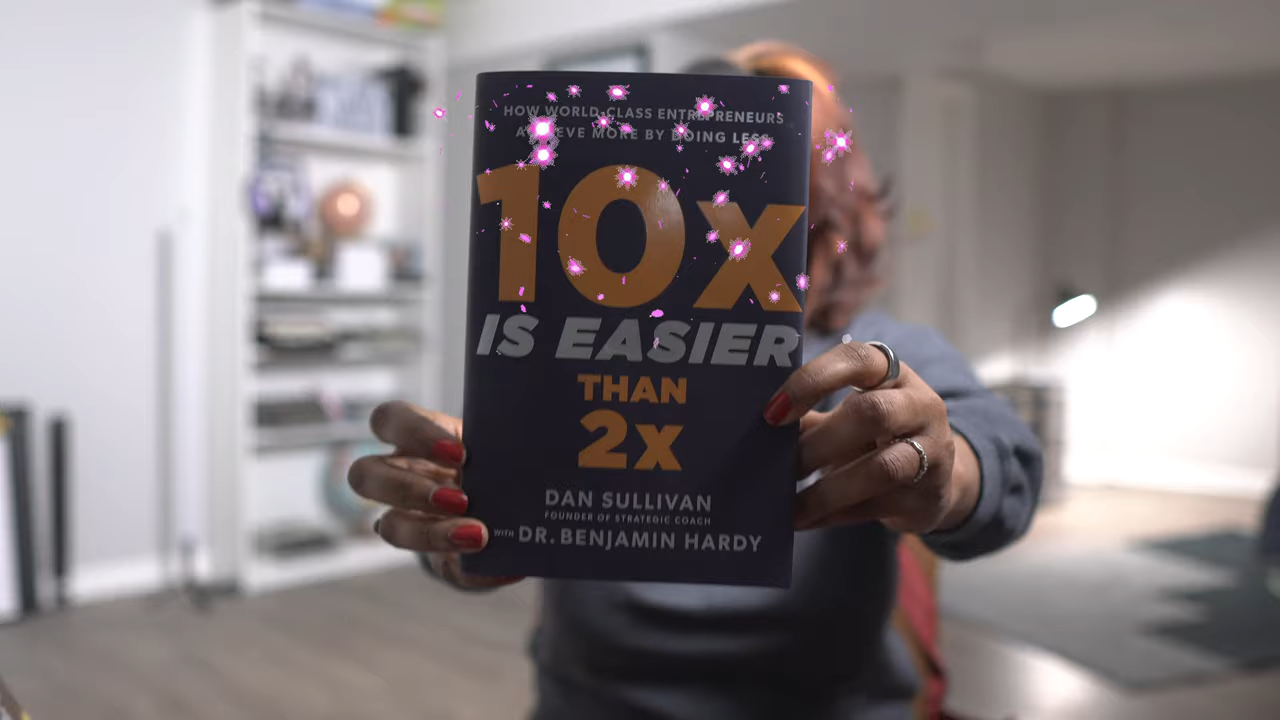 HOW WORLD-CLASS ENTREPRENEURS
ACHIEVE MORE BY DOING LESS
10x
IS EASIER
THAN
2x
DAN SULLIVAN
FOUNDER OF STRATEGIC COACH
WITH DR. BENJAMIN HARDY